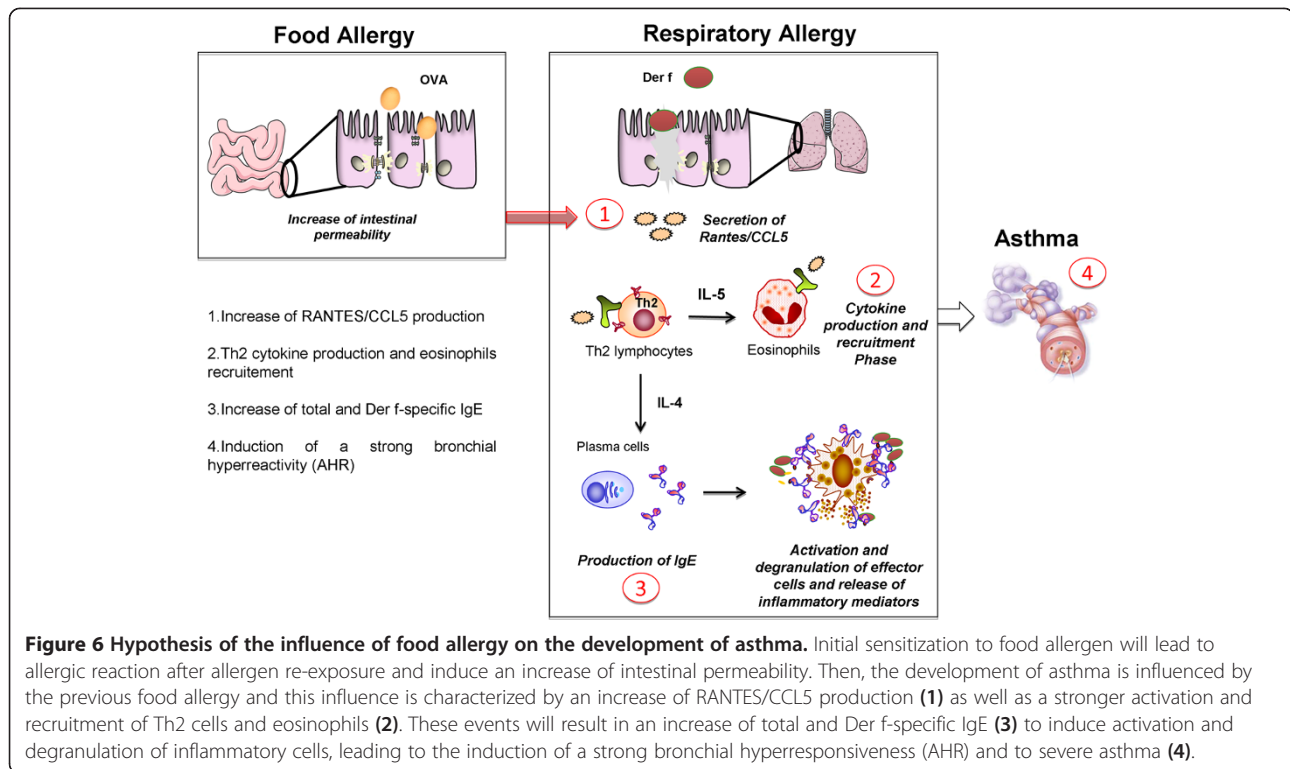 Food Allergy
OVA
Increase of intestinal
permeability
1.Increase of RANTES/CCL5 production
2.Th2 cytokine production and eosinophils
recruitement
3.Increase of total and Der f-specific IgE
4.Induction of a strong bronchial
hyperreactivity (AHR)
Respiratory Allergy
Der f
1
Secretion of
Rantes/CCL5
Th2
IL-5
2
Th2 lymphocytes
Eosinophils
Cytokine
production and
recruitment
Phase
IL-4
Plasma cells
Production of IgE
3
Activation and
degranulation of effector
cells and release of
inflammatory mediators
Asthma
4
Figure 6 Hypothesis of the influence of food allergy on the development of asthma. Initial sensitization to food allergen will lead to
allergic reaction after allergen re-exposure and induce an increase of intestinal permeability. Then, the development of asthma is influenced by
the previous food allergy and this influence is characterized by an increase of RANTES/CCL5 production (1) as well as a stronger activation and
recruitment of Th2 cells and eosinophils (2). These events will result in an increase of total and Der f-specific IgE (3) to induce activation and
degranulation of inflammatory cells, leading to the induction of a strong bronchial hyperresponsiveness (AHR) and to severe asthma (4).